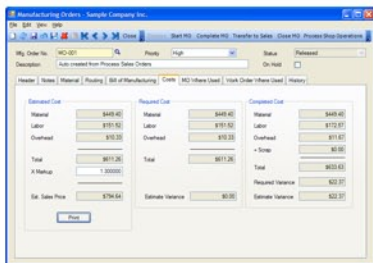 Manufacturing Orders - Sample Company Inc.
File Edit View Help
Close Start MO Complete MO Transfer to Sales Close MO Process Shop Operations
Mfg. Order No. MO-001 Priority High Status Released
Description Auto created from Process Sales Orders On Hold
Header Notes Material Routing Bill of Manufacturing Costs MO Where Used Work Order Where Used History
Estimated Cost Required Cost Completed Cost
Material $449.40 Material $449.40 Material $449.40
Labor $151.52 Labor $151.52 Labor $172.57
Overhead $10.33 Overhead $10.33 Overhead $11.67
+ Scrap $0.00
Total $611.26 Total $611.26 Total $633.63
X Markup 1.300000
Required Variance $22.37
Est. Sales Price $794.64 Estimate Variance $0.00 Estimate Variance $22.37
Print